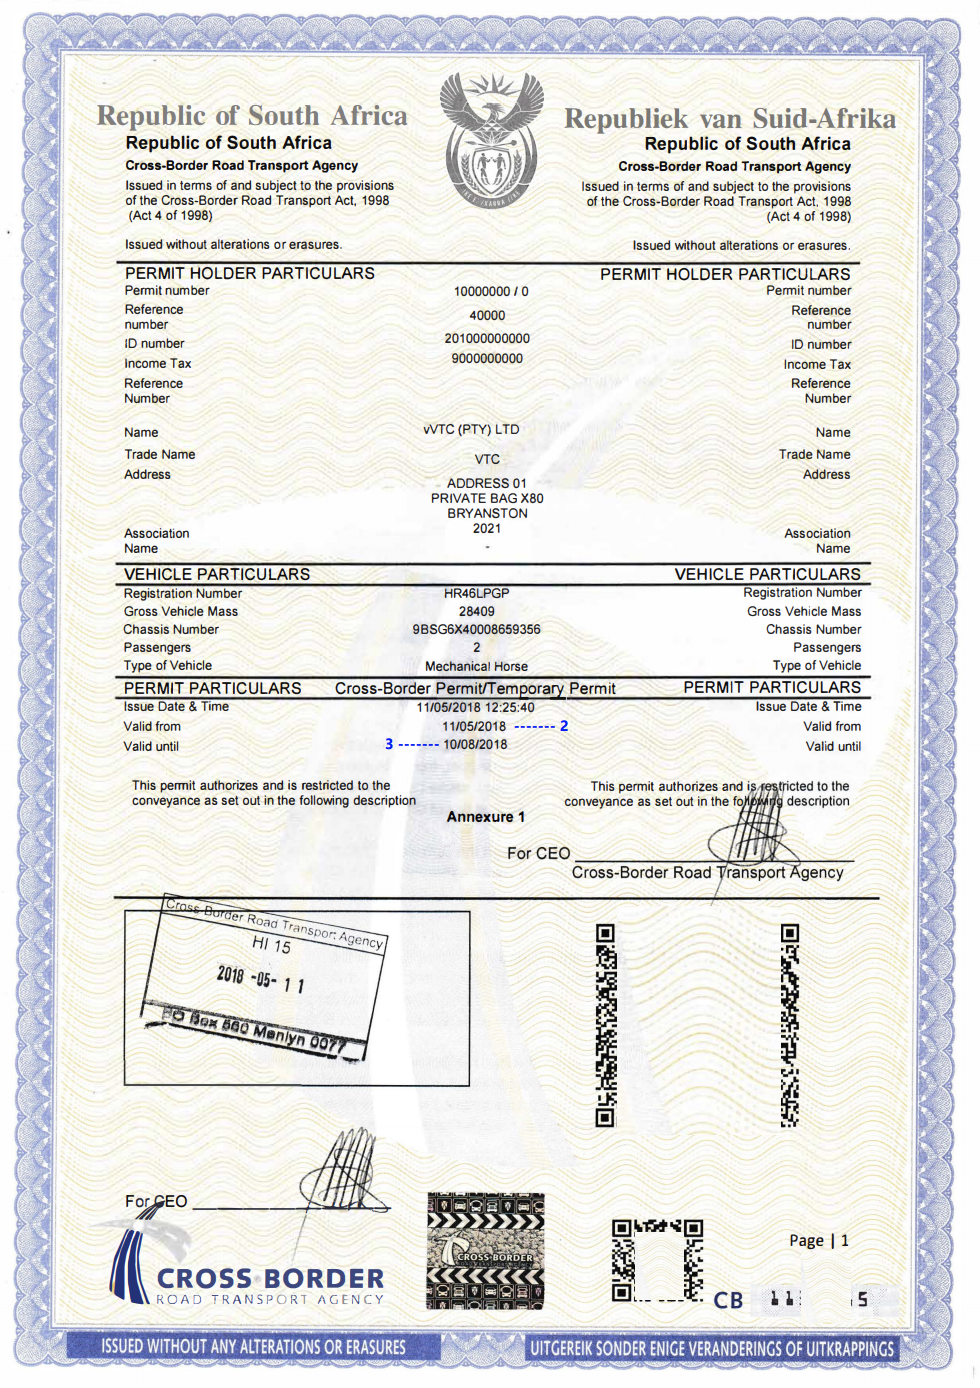 Republic of South Africa
Republiek van Suid-Afrika
Republic of South Africa
Republic of South Africa
Cross-Border Road Transport Agency
Cross-Border Road Transport Agency
Issued in terms of and subject to the provisions
of the Cross-Border Road Transport Act, 1998
(Act 4 of 1998)
Issued in terms of and subject to the provisions
of the Cross-Border Road Transport Act, 1998
(Act 4 of 1998)
Issued without alterations or erasures.
Issued without alterations or erasures.
PERMIT HOLDER PARTICULARS PERMIT HOLDER PARTICULARS
Permit number 10000000 / 0 Permit number
Reference number 40000 Reference number
ID number 201000000000 ID number
Income Tax 9000000000 Income Tax
Reference Number Reference Number
Name vVTC (PTY) LTD Name
Trade Name VTC Trade Name
Address ADDRESS 01 Address
PRIVATE BAG X80
BRYANSTON
2021
Association Name - Association Name
VEHICLE PARTICULARS VEHICLE PARTICULARS
Registration Number HR46LPGP Registration Number
Gross Vehicle Mass 28409 Gross Vehicle Mass
Chassis Number 9BSG6X40008659356 Chassis Number
Passengers 2 Passengers
Type of Vehicle Mechanical Horse Type of Vehicle
PERMIT PARTICULARS Cross-Border Permit/Temporary Permit PERMIT PARTICULARS
Issue Date & Time 11/05/2018 12:25:40 Issue Date & Time
Valid from 11/05/2018 ------- 2 Valid from
Valid until 3 ------- 10/08/2018 Valid until
This permit authorizes and is restricted to the
conveyance as set out in the following description
This permit authorizes and is restricted to the
conveyance as set out in the following description
Annexure 1
For CEO
Cross-Border Road Transport Agency
Cross-Border Road Transport Agency
HI 15
2018 -05- 1 1
PO Box 560 Menlyn 0077
For CEO
CROSS BORDER
ROAD TRANSPORT AGENCY
CROSS-BORDER
Page | 1
CB 11 5
ISSUED WITHOUT ANY ALTERATIONS OR ERASURES
UITGEREIK SONDER ENIGE VERANDERINGS OF UITKRAPPINGS